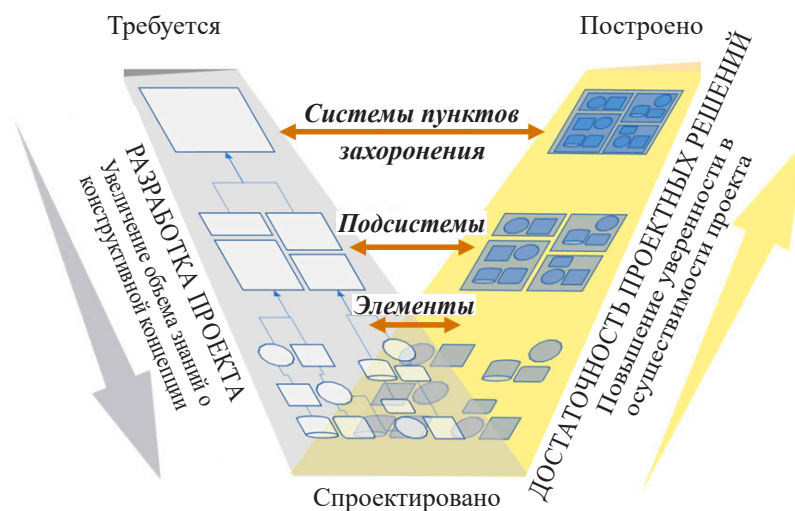 Требуется
Построено
Системы пунктов
захоронения
Подсистемы
Элементы
РАЗРАБОТКА ПРОЕКТА
Увеличение объема знаний о
конструктивной концепции
ДОСТАТОЧНОСТЬ ПРОЕКТНЫХ РЕШЕНИЙ
Повышение уверенности в
осуществимости проекта
Спроектировано